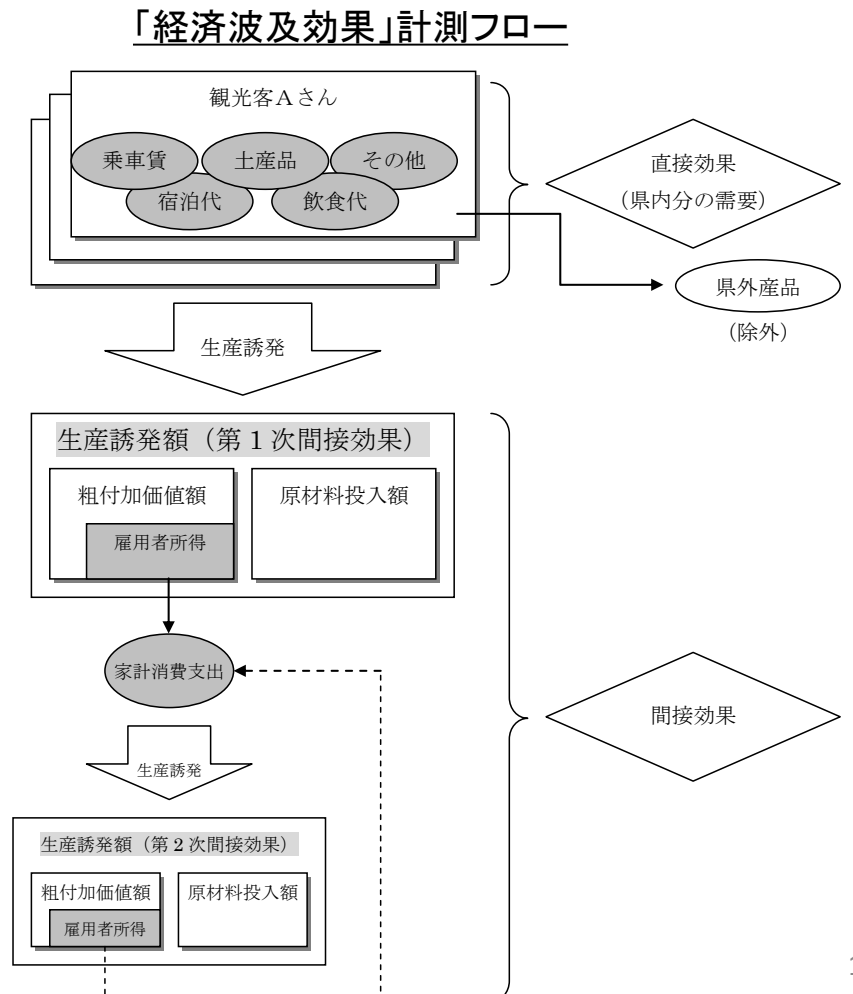 「経済波及効果」計測フロー
観光客Aさん
乗車賃
土産品
その他
宿泊代
飲食代
直接効果
（県内分の需要）
県外産品
（除外）
生産誘発
生産誘発額（第１次間接効果）
粗付加価値額
原材料投入額
雇用者所得
家計消費支出
間接効果
生産誘発
生産誘発額（第２次間接効果）
粗付加価値額
原材料投入額
雇用者所得